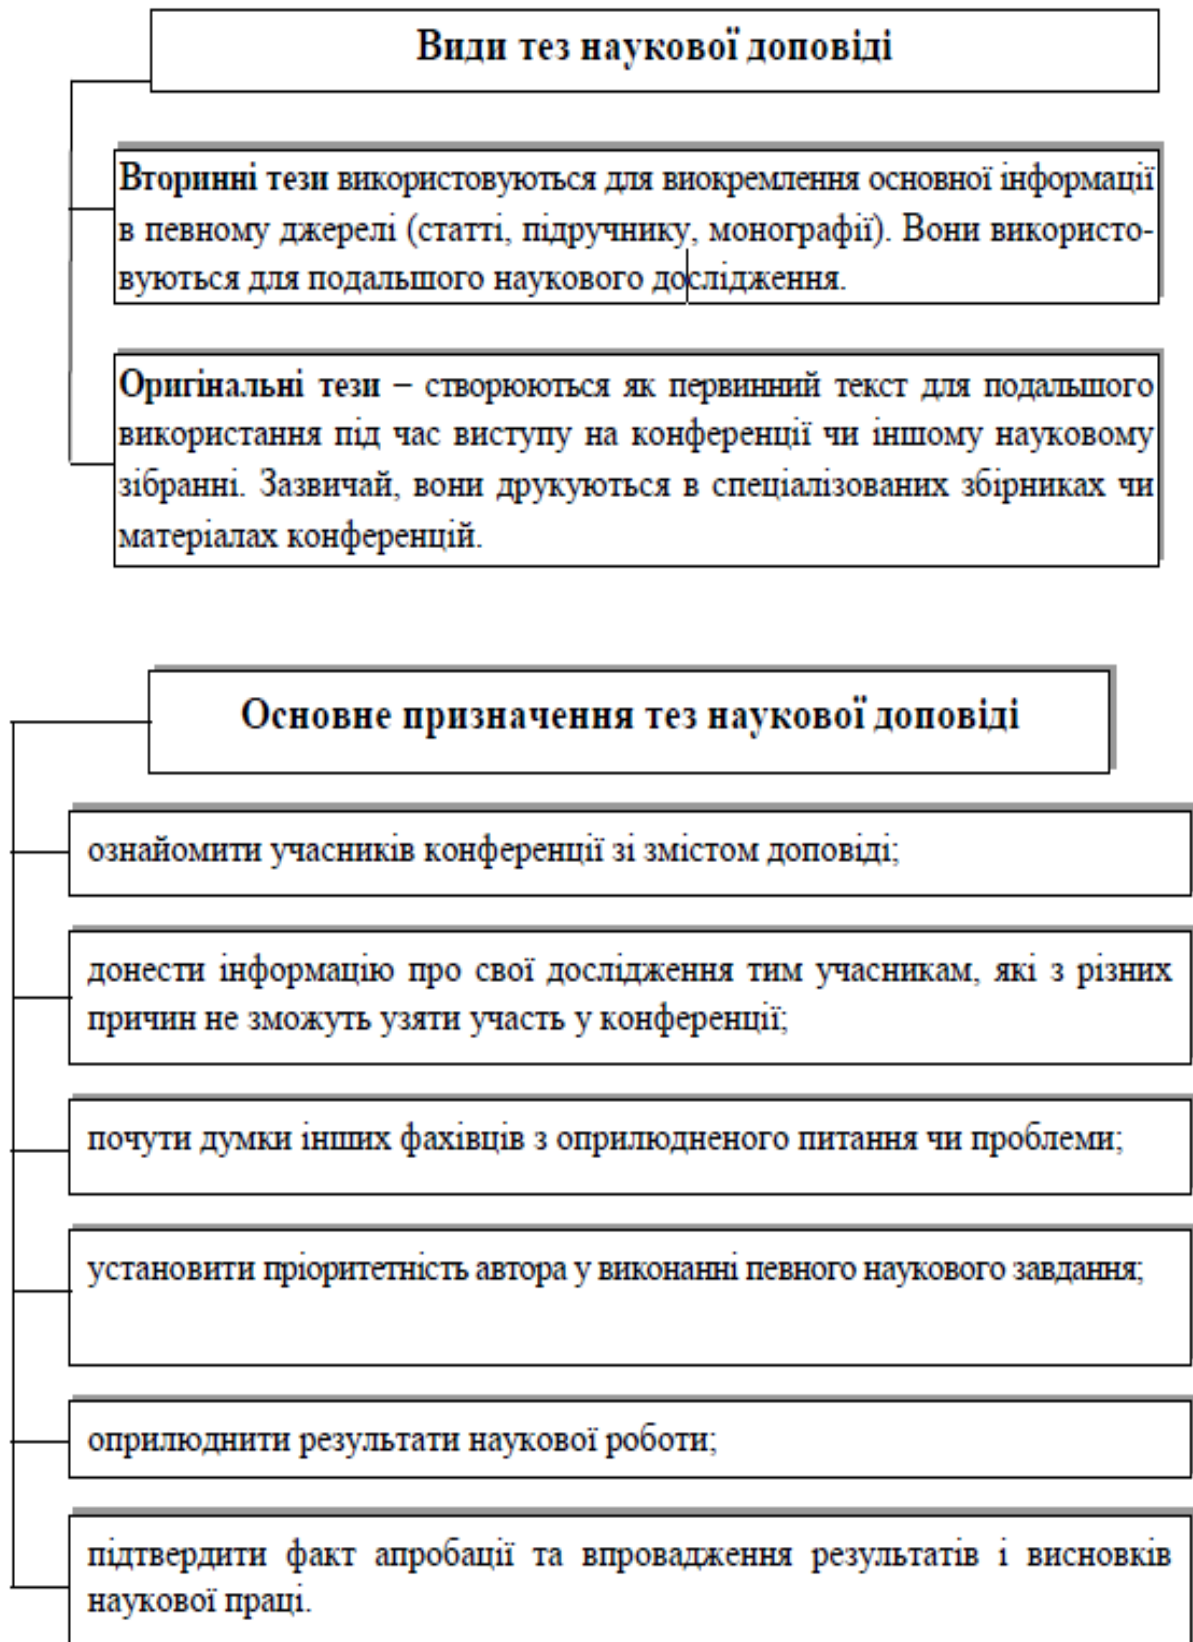 Види тез наукової доповіді
Вторинні тези використовуються для виокремлення основної інформації
в певному джерелі (статті, підручнику, монографії). Вони використо-
вуються для подальшого наукового дослідження.
Оригінальні тези – створюються як первинний текст для подальшого
використання під час виступу на конференції чи іншому науковому
зібранні. Зазвичай, вони друкуються в спеціалізованих збірниках чи
матеріалах конференцій.
Основне призначення тез наукової доповіді
ознайомити учасників конференції зі змістом доповіді;
донести інформацію про свої дослідження тим учасникам, які з різних
причин не зможуть узяти участь у конференції;
почути думки інших фахівців з оприлюдненого питання чи проблеми;
установити пріоритетність автора у виконанні певного наукового завдання;
оприлюднити результати наукової роботи;
підтвердити факт апробації та впровадження результатів і висновків
наукової праці.